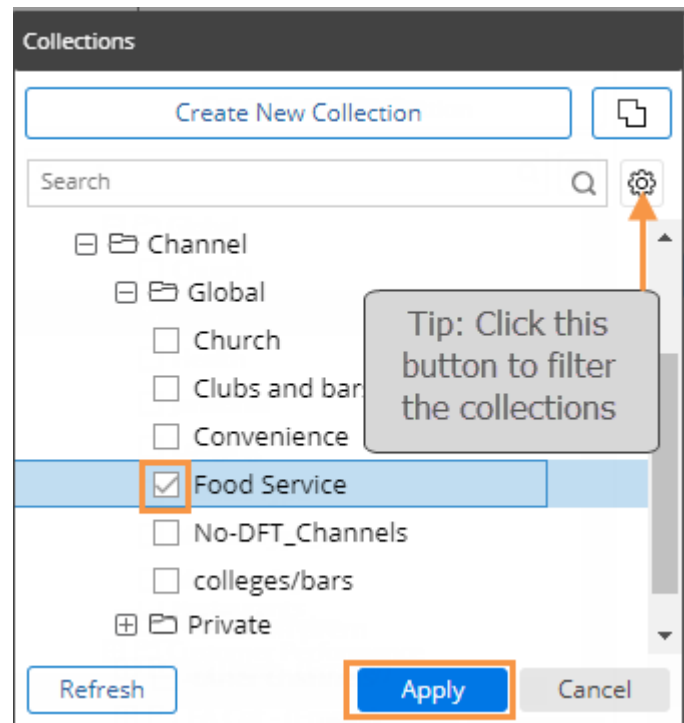 Collections
Create New Collection
Search
Channel
Global
Church
Clubs and bar
Convenience
Food Service
No-DFT_Channels
colleges/bars
Private
Tip: Click this
button to filter
the collections
Refresh
Apply
Cancel